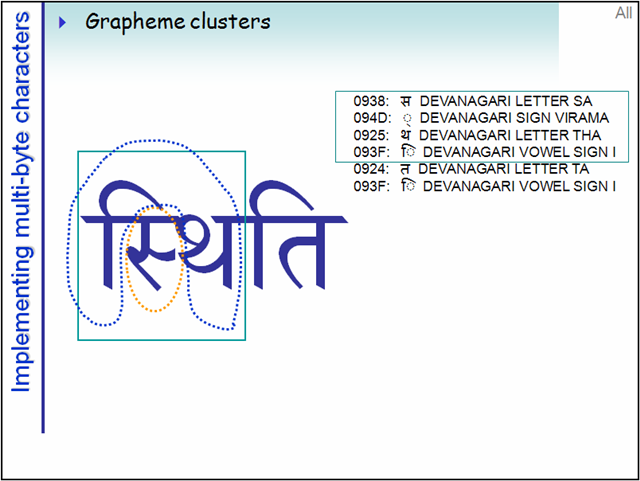 All
Implementing multi-byte characters
Grapheme clusters
0938: स DEVANAGARI LETTER SA
094D: ् DEVANAGARI SIGN VIRAMA
0925: थ DEVANAGARI LETTER THA
093F: ि DEVANAGARI VOWEL SIGN I
0924: त DEVANAGARI LETTER TA
093F: ि DEVANAGARI VOWEL SIGN I
स्थिति